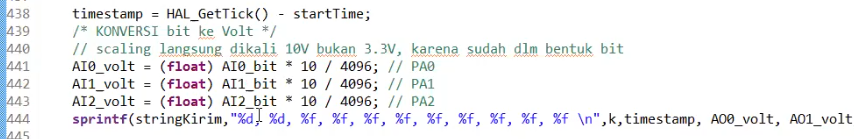 438 timestamp = HAL_GetTick() - startTime;
439 /* KONVERSI bit ke Volt */
440 // scaling langsung dikali 10V bukan 3.3V, karena sudah dlm bentuk bit
441 AI0_volt = (float) AI0_bit * 10 / 4096; // PA0
442 AI1_volt = (float) AI1_bit * 10 / 4096; // PA1
443 AI2_volt = (float) AI2_bit * 10 / 4096; // PA2
444 sprintf(stringKirim,"%d, %d, %f, %f, %f, %f, %f, %f, %f, %f, %f \n",k,timestamp, AO0_volt, AO1_volt
445